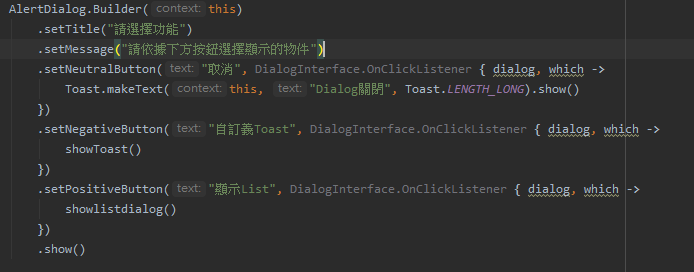 AlertDialog.Builder( context: this)
.setTitle("請選擇功能")
.setMessage("請依據下方按鈕選擇顯示的物件")
.setNeutralButton( text: "取消", DialogInterface.OnClickListener { dialog, which ->
Toast.makeText( context: this, text: "Dialog關閉", Toast.LENGTH_LONG).show()
})
.setNegativeButton( text: "自訂義Toast", DialogInterface.OnClickListener { dialog, which ->
showToast()
})
.setPositiveButton( text: "顯示List", DialogInterface.OnClickListener { dialog, which ->
showlistdialog()
})
.show()